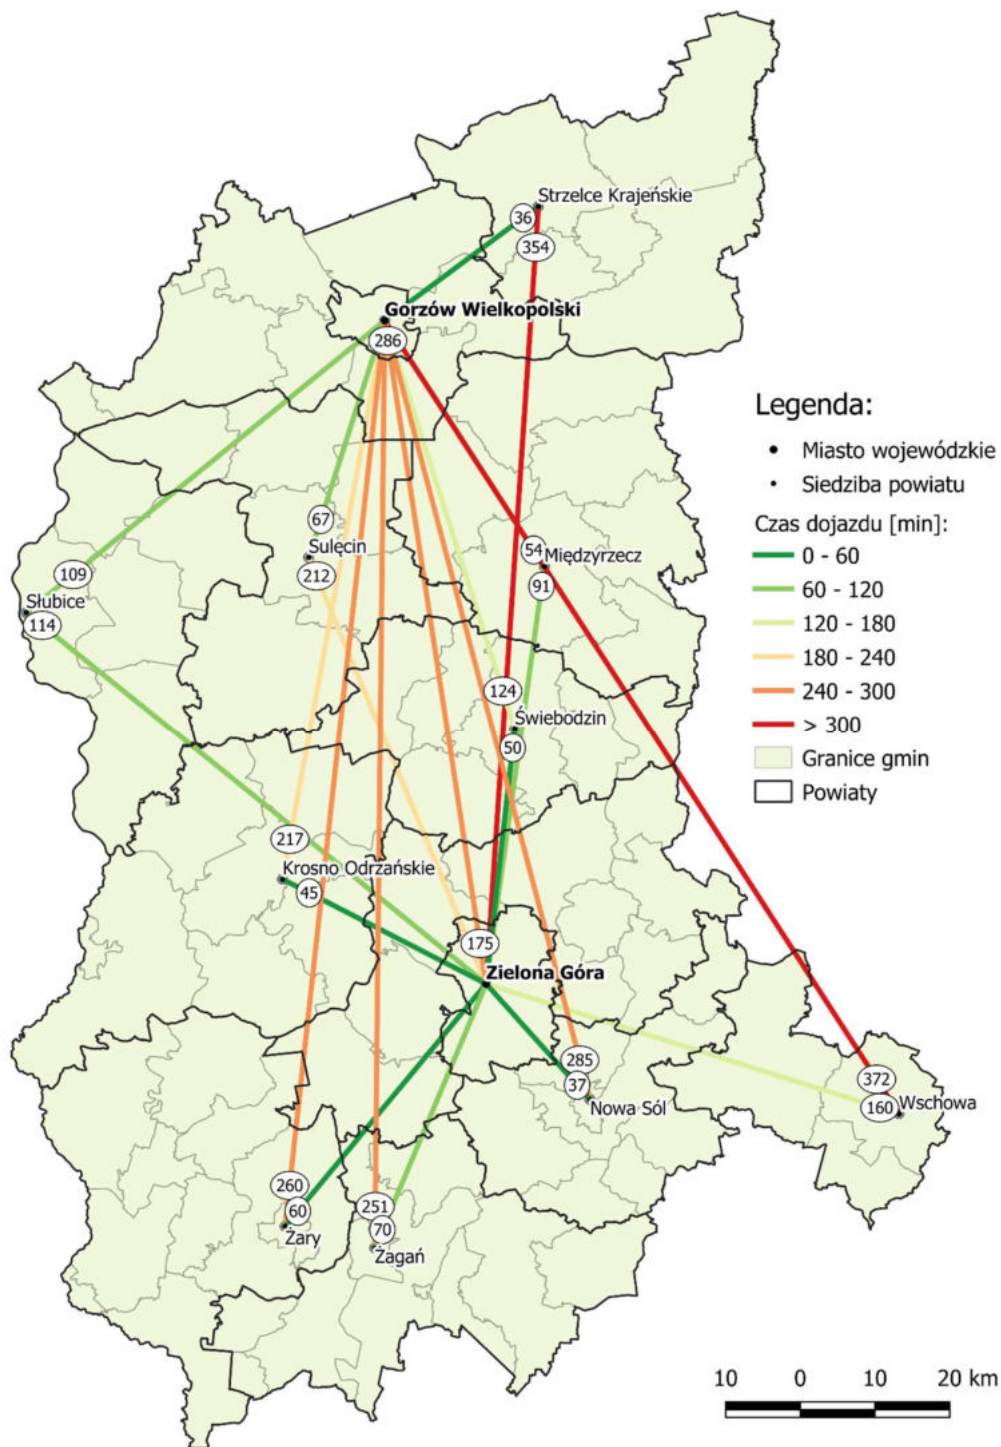 Strzelce Krajeńskie
36
354
Gorzów Wielkopolski
286
67
Sulęcin
212
54
Międzyrzecz
91
109
Słubice
114
124
Świebodzin
50
217
Krosno Odrzańskie
45
175
Zielona Góra
285
37
Nowa Sól
372
160
Wschowa
260
60
Żary
251
70
Żagań
Legenda:
Miasto wojewódzkie
Siedziba powiatu
Czas dojazdu [min]:
0 - 60
60 - 120
120 - 180
180 - 240
240 - 300
> 300
Granice gmin
Powiaty
10 0 10 20 km